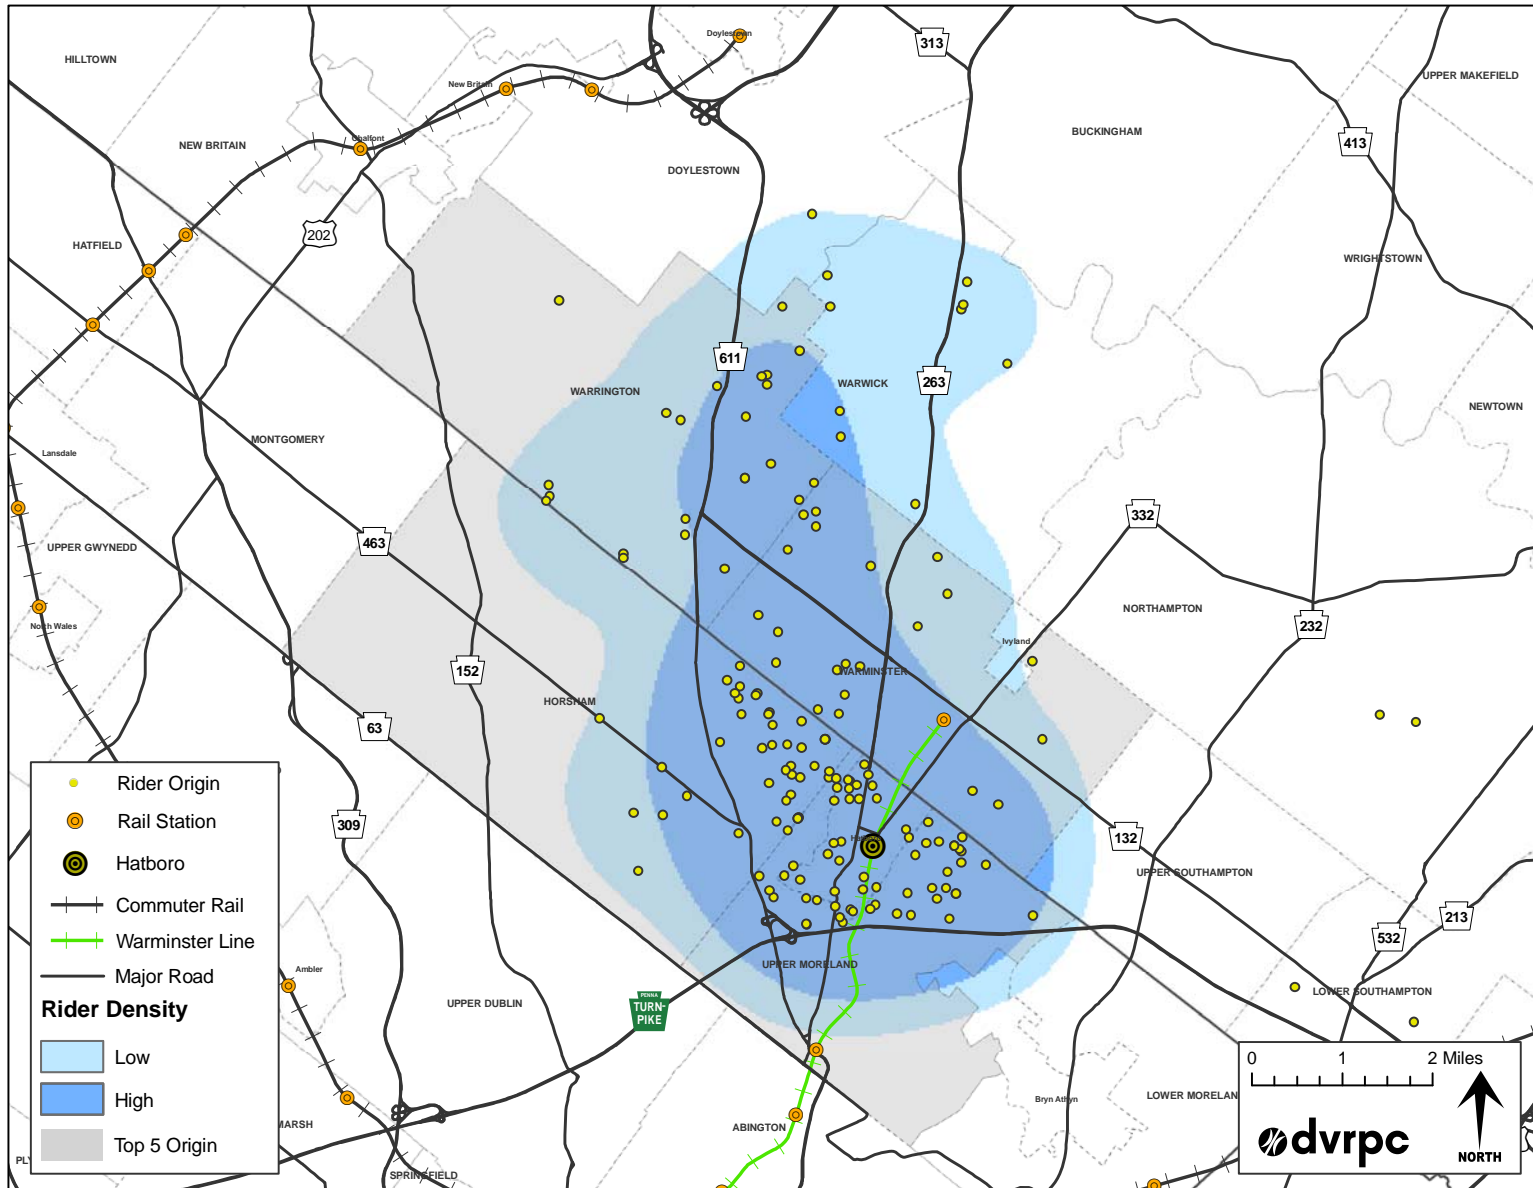 Doylestown
313
HILLTOWN
UPPER MAKEFIELD
New Britain
BUCKINGHAM
413
Chalfont
NEW BRITAIN
DOYLESTOWN
202
HATFIELD
WRIGHTSTOWN
611
263
WARRINGTON
WARWICK
NEWTOWN
MONTGOMERY
Lansdale
332
463
UPPER GWYNEDD
NORTHAMPTON
North Wales
232
Ivyland
152
WARMINSTER
HORSHAM
63
309
132
Rider Origin
Rail Station
Hatboro
Commuter Rail
Warminster Line
Major Road
Rider Density
Low
High
Top 5 Origin
UPPER SOUTHAMPTON
213
532
UPPER MORELAND
Ambler
UPPER DUBLIN
PENNA
TURN-
PIKE
LOWER SOUTHAMPTON
0 1 2 Miles
Bryn Athyn
LOWER MORELAN
MARSH
ABINGTON
dvrpc
NORTH
PLY
SPRINGFIELD